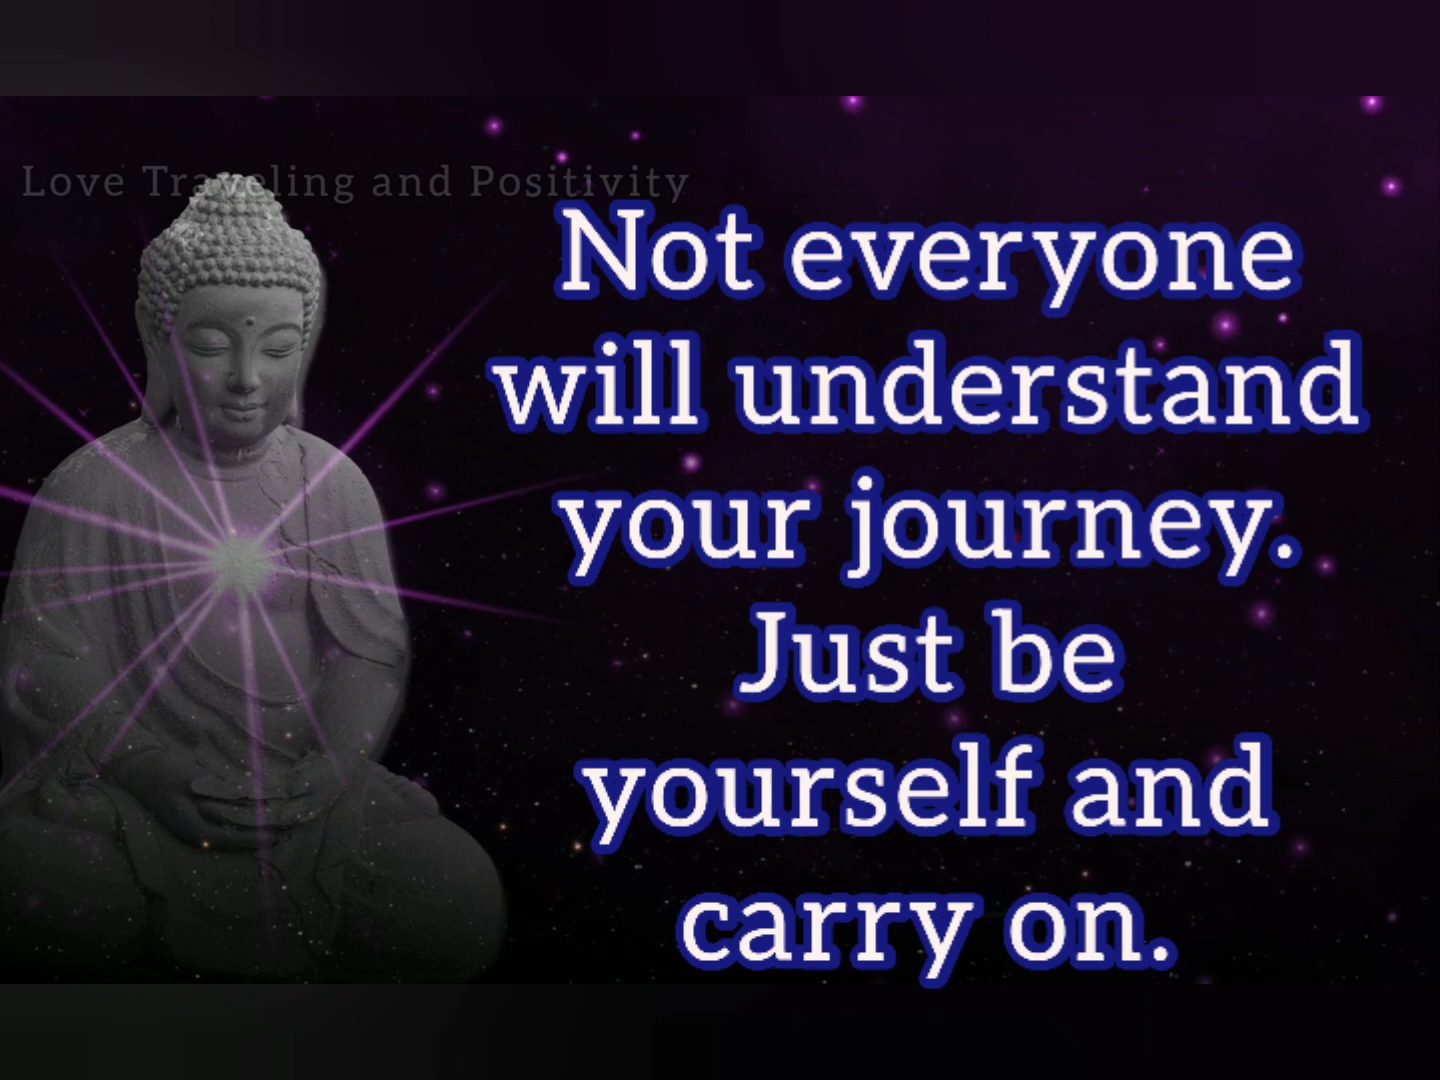 Love Traveling and Positivity
Not everyone
will understand
your journey.
Just be
yourself and
carry on.